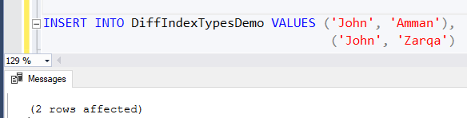 INSERT INTO DiffIndexTypesDemo VALUES ('John', 'Amman'),
('John', 'Zarqa')
129 %
Messages
(2 rows affected)